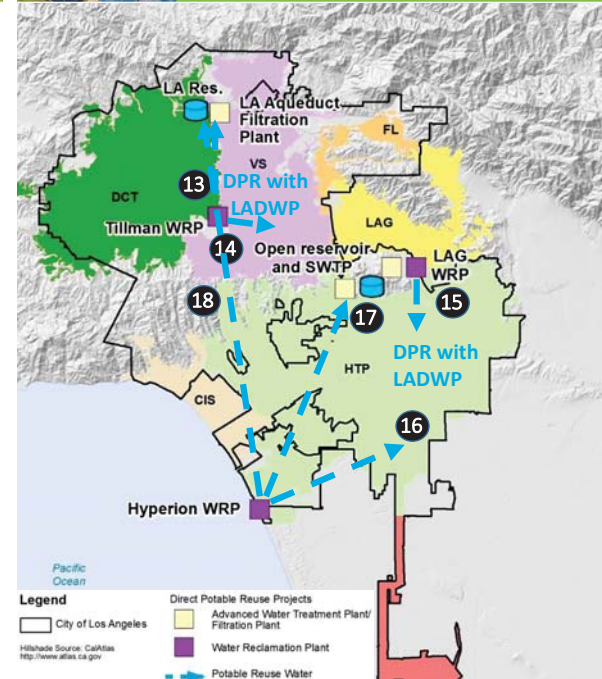 LA Res.
LA Aqueduct
Filtration
Plant
VS
FL
13
DPR with
LADWP
DCT
LAG
Tillman WRP
14
Open reservoir
and SWTP
LAG
WRP
18
17
15
DPR with
LADWP
HTP
CIS
16
Hyperion WRP
Pacific
Ocean
Legend
City of Los Angeles
Hillshade Source: CalAtlas
http://www.atlas.ca.gov
Direct Potable Reuse Projects
Advanced Water Treatment Plant/
Filtration Plant
Water Reclamation Plant
Potable Reuse Water